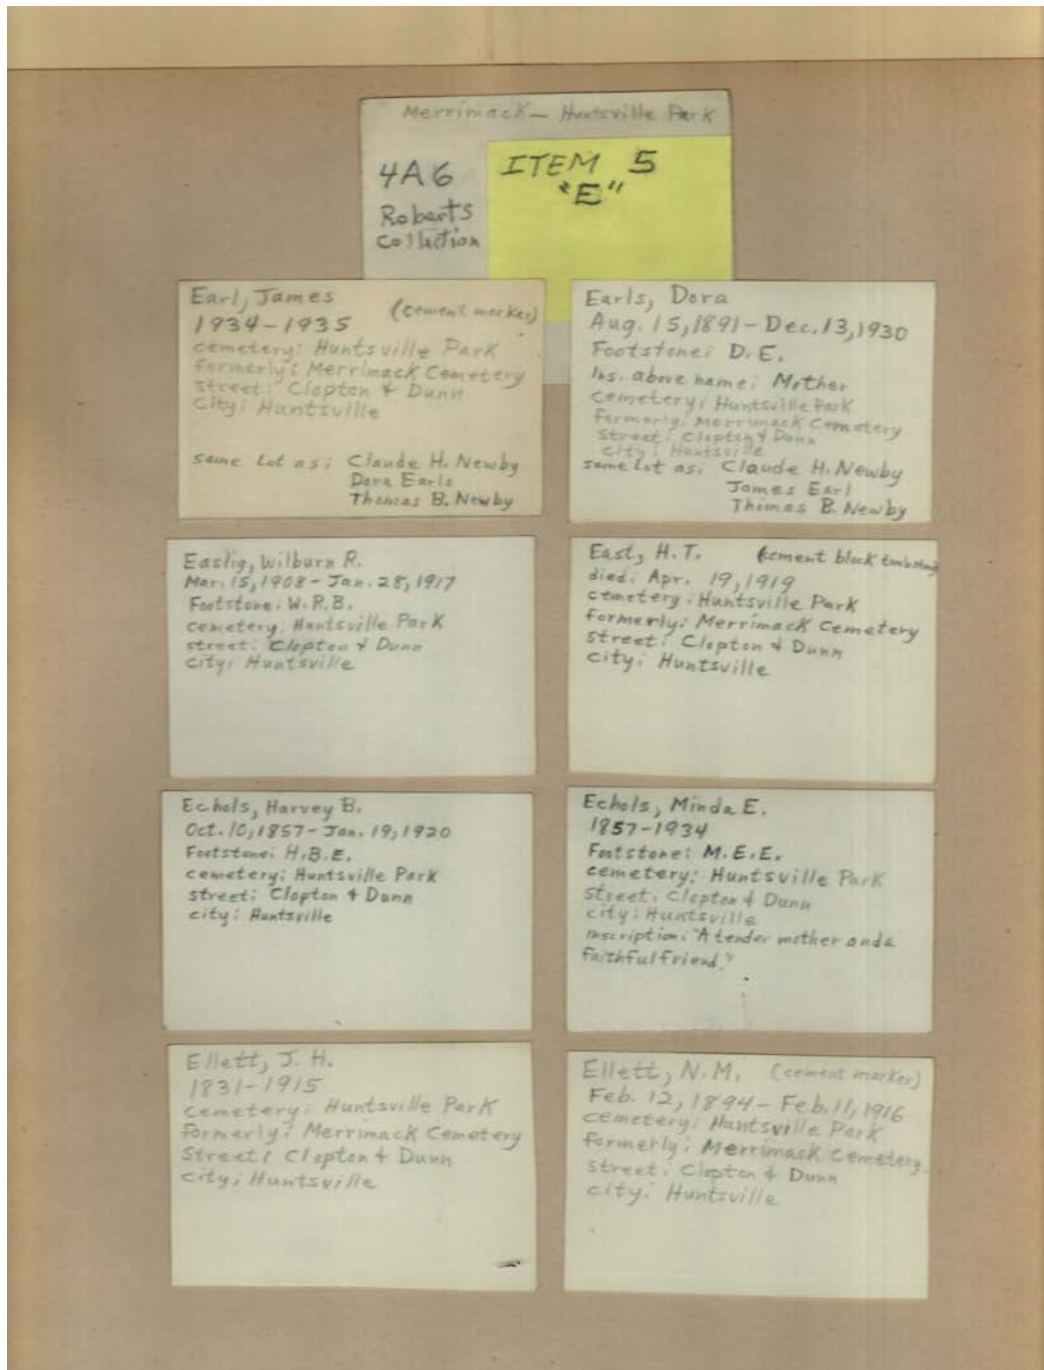 Merrimack - Huntsville Park
4A6
Roberts
Collection
ITEM 5
"E"
Earl, James
(cement marker)
1934-1935
cemetery: Huntsville Park
formerly: Merrimack Cemetery
street: Clopton & Dunn
City: Huntsville
same Lot as: Claude H. Newby
Dora Earls
Thomas B. Newby
Earls, Dora
Aug. 15, 1891 - Dec. 13, 1930
Footstone: D.E.
Ins. above name: Mother
cemetery: Huntsville Park
formerly: Merrimack Cemetery
street: Clopton & Dunn
city: Huntsville
same Lot as: Claude H. Newby
James Earl
Thomas B. Newby
Easlig, Wilburn R.
Mar. 15, 1908 - Jan. 28, 1917
Footstone: W.R.B.
cemetery: Huntsville Park
street: Clopton & Dunn
city: Huntsville
East, H.T. (cement block
died: Apr. 19, 1919
cemetery: Huntsville Park
formerly: Merrimack Cemetery
street: Clopton & Dunn
city: Huntsville
Echols, Harvey B.
Oct. 10, 1857 - Jan. 19, 1920
Footstone: H.B.E.
cemetery: Huntsville Park
street: Clopton & Dunn
city: Huntsville
Echols, Minda E.
1857-1934
Footstone: M.E.E.
cemetery: Huntsville Park
street: Clopton & Dunn
city: Huntsville
inscription: "A tender mother and a
faithful friend."
Ellett, J. H.
1831-1915
cemetery: Huntsville Park
formerly: Merrimack Cemetery
Street: Clopton & Dunn
city: Huntsville
Ellett, N.M. (cement marker)
Feb. 12, 1894 - Feb. 11, 1916
cemetery: Huntsville Park
formerly: Merrimack Cemetery
street: Clopton & Dunn
city: Huntsville